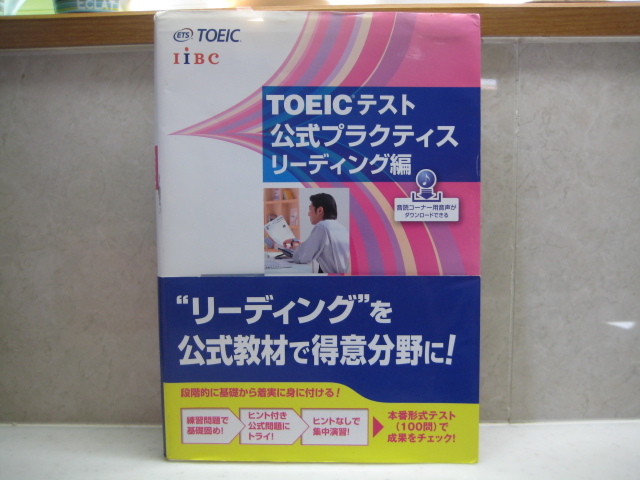 ECLAT
ETS TOEIC
IIBC
TOEIC®テスト
公式プラクティス
リーディング編
音読コーナー用音声が
ダウンロードできる
“リーディング”を
公式教材で得意分野に!
段階的に基礎から着実に身に付ける!
練習問題で
基礎固め!
ヒント付き
公式問題に
トライ!
ヒントなしで
集中演習!
本番形式テスト
(100問)で
成果をチェック!